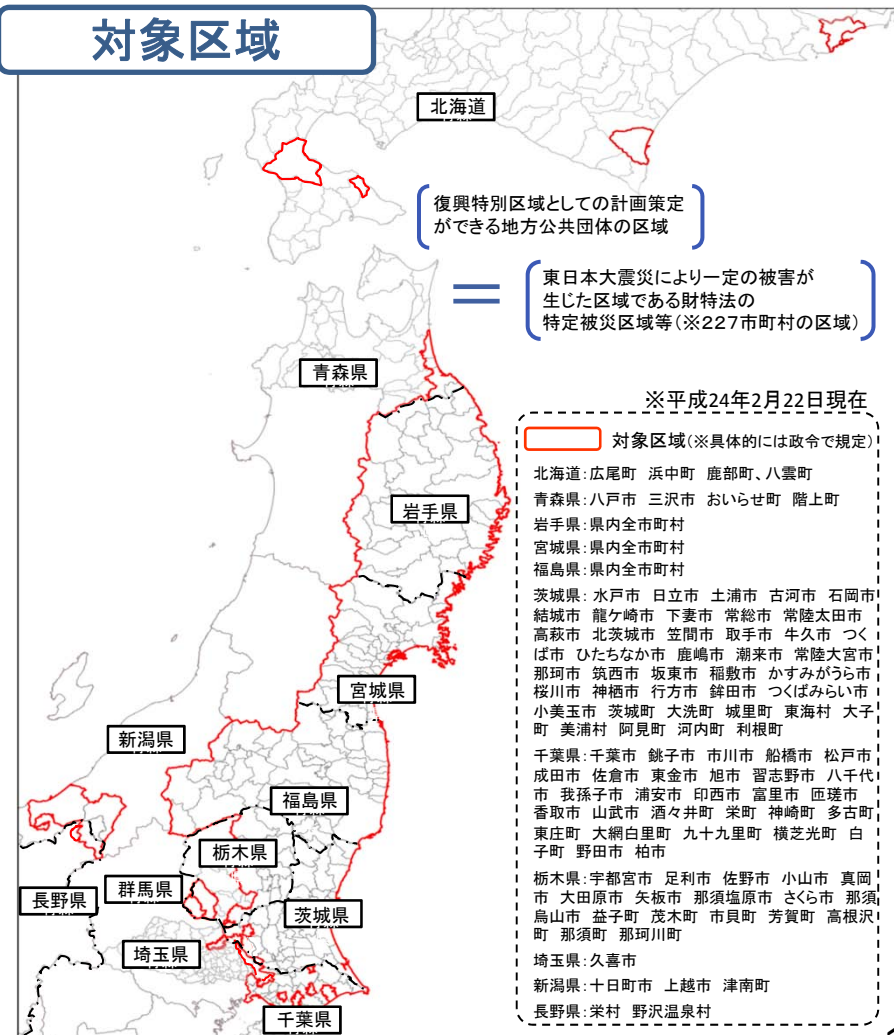 対象区域
北海道
復興特別区域としての計画策定
ができる地方公共団体の区域
＝
東日本大震災により一定の被害が
生じた区域である財特法の
特定被災区域等(※227市町村の区域)
青森県
※平成24年2月22日現在
対象区域(※具体的には政令で規定)
北海道:広尾町 浜中町 鹿部町、八雲町
青森県:八戸市 三沢市 おいらせ町 階上町
岩手県:県内全市町村
宮城県:県内全市町村
福島県:県内全市町村
茨城県:水戸市 日立市 土浦市 古河市 石岡市
結城市 龍ケ崎市 下妻市 常総市 常陸太田市
高萩市 北茨城市 笠間市 取手市 牛久市 つく
ば市 ひたちなか市 鹿嶋市 潮来市 常陸大宮市
那珂市 筑西市 坂東市 稲敷市 かすみがうら市
桜川市 神栖市 行方市 鉾田市 つくばみらい市
小美玉市 茨城町 大洗町 城里町 東海村 大子
町 美浦村 阿見町 河内町 利根町
千葉県:千葉市 銚子市 市川市 船橋市 松戸市
成田市 佐倉市 東金市 旭市 習志野市 八千代
市 我孫子市 浦安市 印西市 富里市 匝瑳市
香取市 山武市 酒々井町 栄町 神崎町 多古町
東庄町 大網白里町 九十九里町 横芝光町 白
子町 野田市 柏市
栃木県:宇都宮市 足利市 佐野市 小山市 真岡
市 大田原市 矢板市 那須塩原市 さくら市 那須
烏山市 益子町 茂木町 市貝町 芳賀町 高根沢
町 那須町 那珂川町
埼玉県:久喜市
新潟県:十日町市 上越市 津南町
長野県:栄村 野沢温泉村
岩手県
宮城県
新潟県
福島県
栃木県
群馬県
長野県
茨城県
埼玉県
千葉県